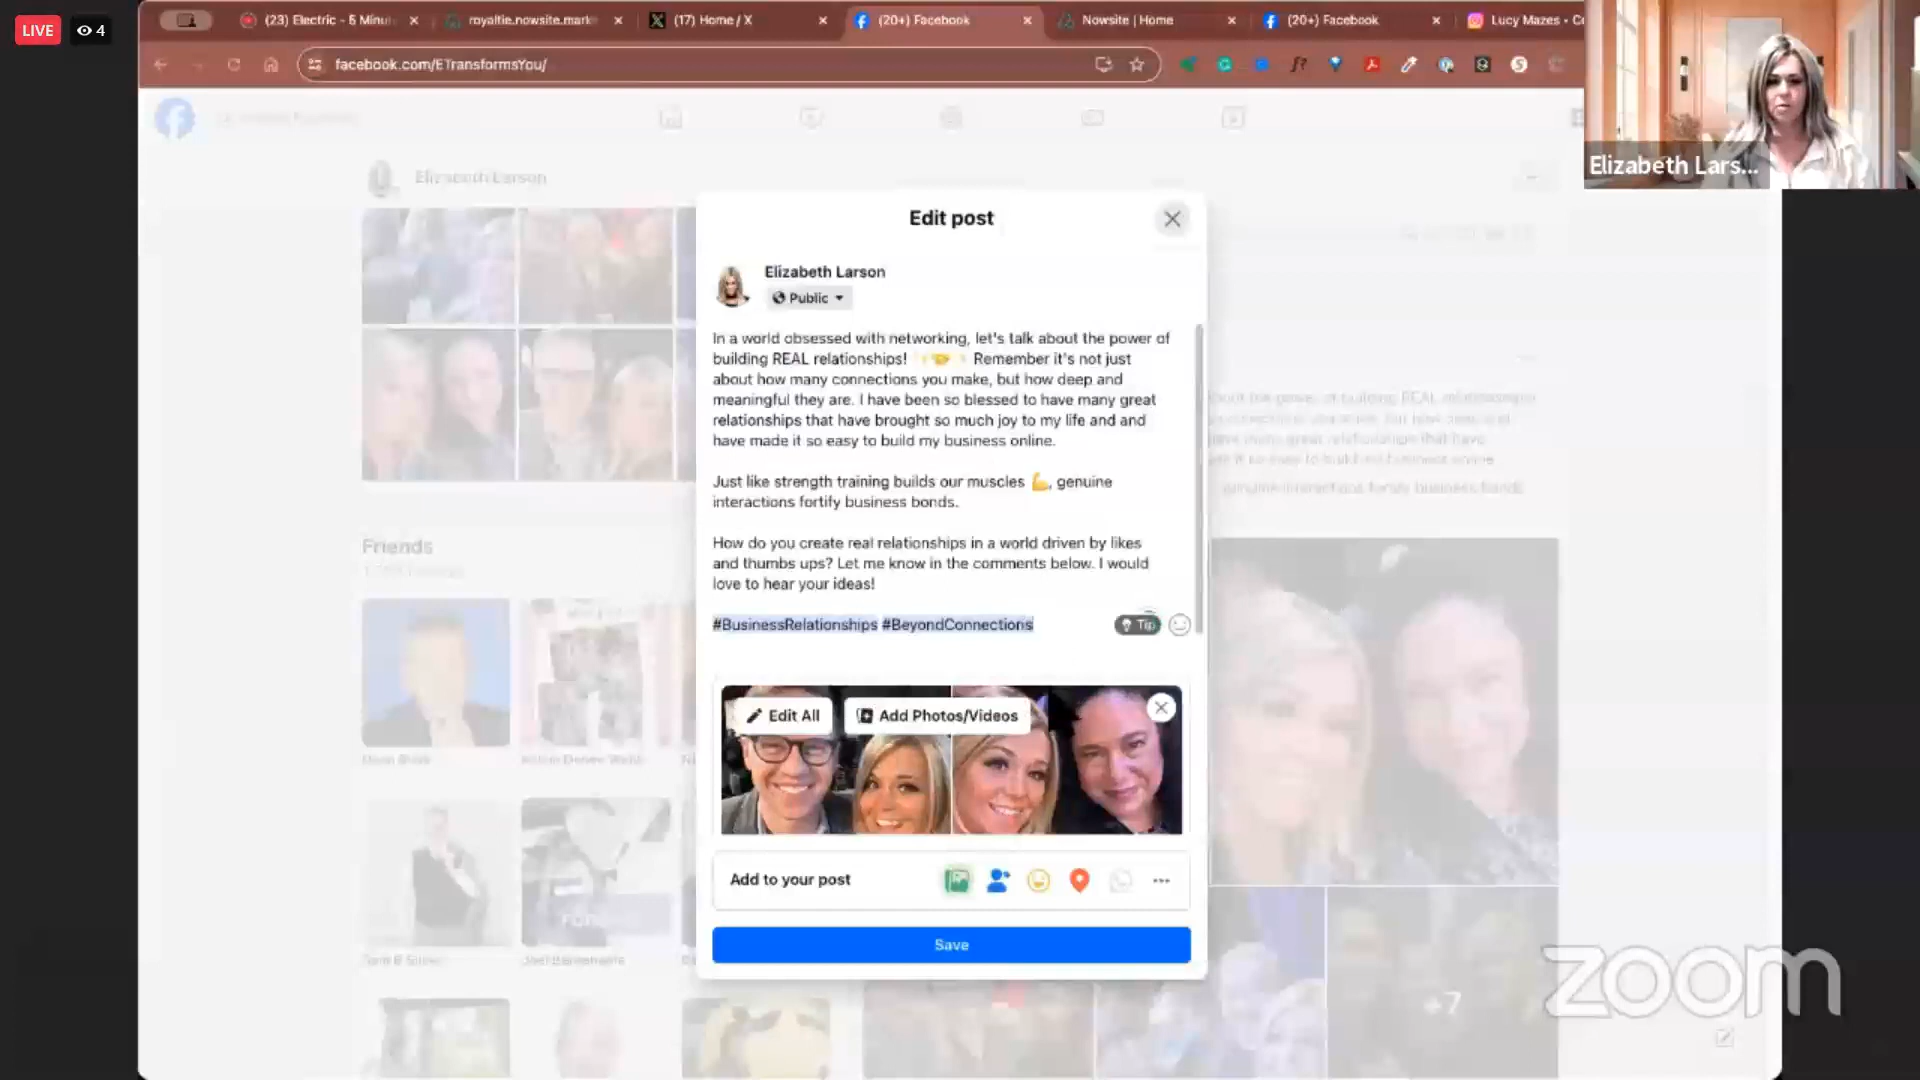 LIVE 4
(23) Electric - 5 Minut
royaltie.nowsite.mark
(17) Home / X
(20+) Facebook
Nowsite | Home
(20+) Facebook
Lucy Mazes - C
facebook.com/ETransformsYou/
Elizabeth Lars...
Elizabeth Larson
Edit post
Elizabeth Larson
Public
In a world obsessed with networking, let's talk about the power of
building REAL relationships! Remember it's not just
about how many connections you make, but how deep and
meaningful they are. I have been so blessed to have many great
relationships that have brought so much joy to my life and and
have made it so easy to build my business online.
Just like strength training builds our muscles 💪, genuine
interactions fortify business bonds.
How do you create real relationships in a world driven by likes
and thumbs ups? Let me know in the comments below. I would
love to hear your ideas!
#BusinessRelationships #BeyondConnections
Tip
Edit All
Add Photos/Videos
Add to your post
Save
Friends
+7
zoom